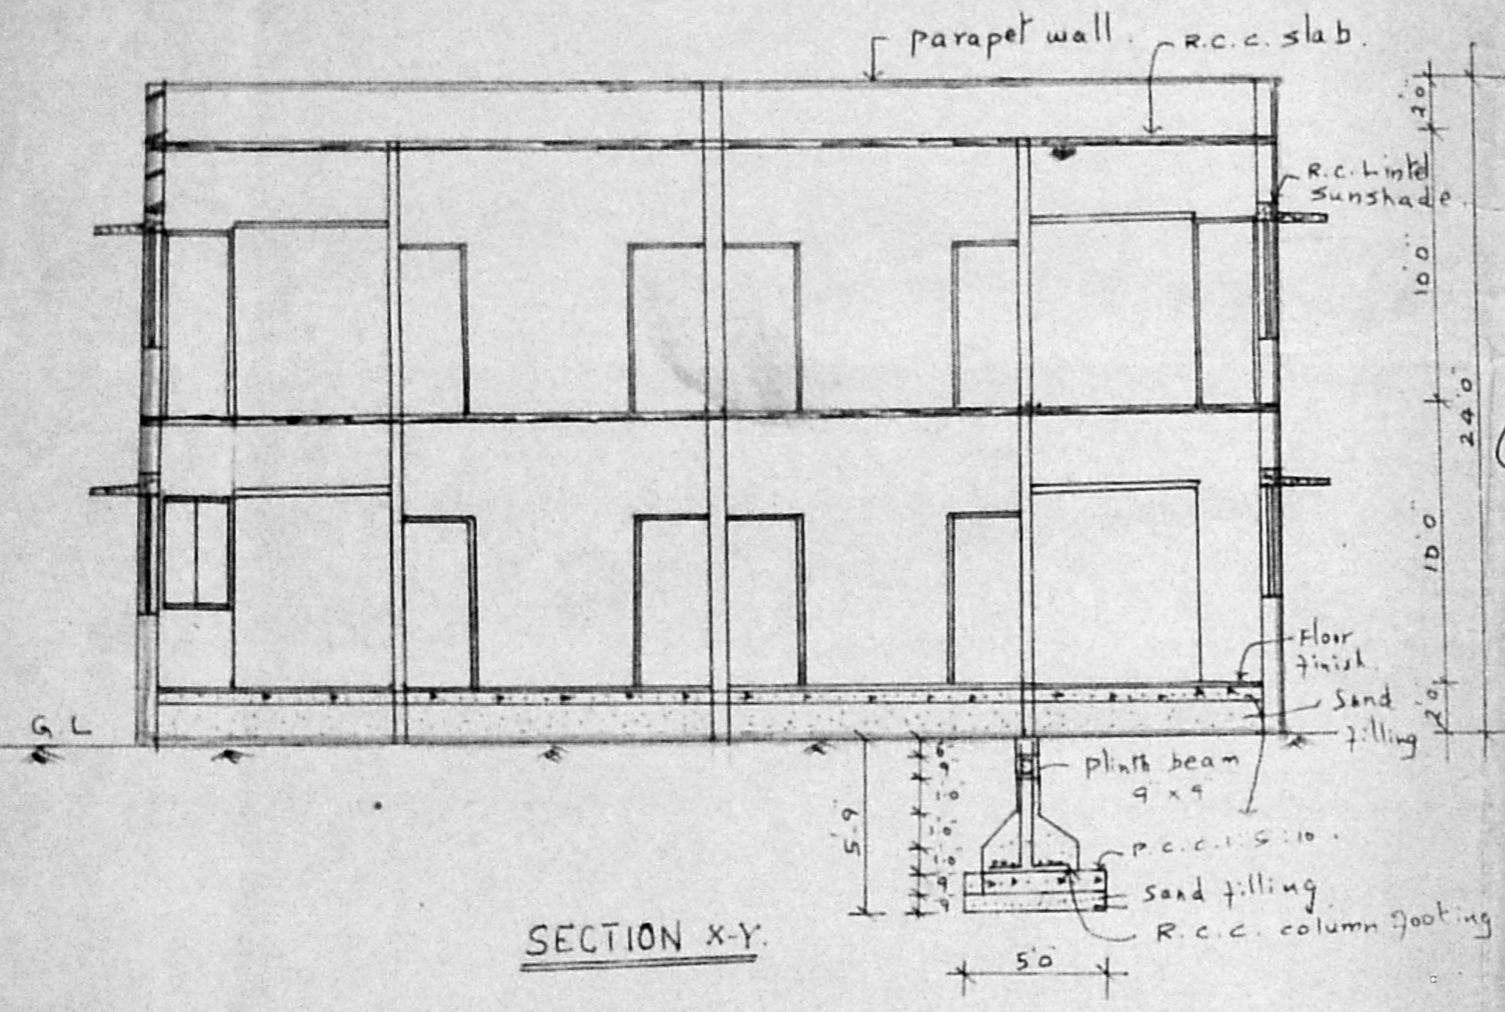 parapet wall.
R.C.C. slab.
2'0"
R.C. Lintel
sunshade.
10'0"
24'0"
10'0"
Floor
finish.
Sand
filling
2'0"
G L
plinth beam
9 x 9
9"
1'0"
1'0"
1'0"
9"
9"
5'-9"
P.C.C. 1:5:10.
Sand filling
R.C.C. column footing
SECTION X-Y.
5'0"